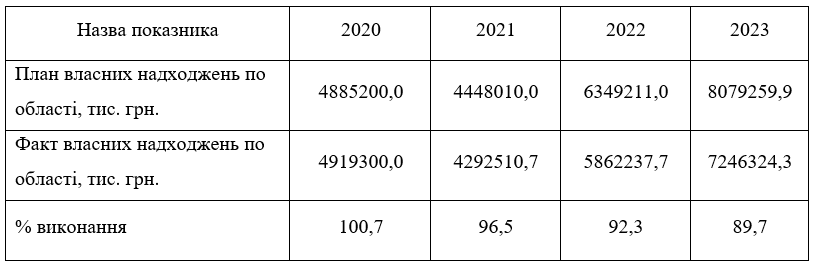 Назва показника 2020 2021 2022 2023
План власних надходжень по
області, тис. грн. 4885200,0 4448010,0 6349211,0 8079259,9
Факт власних надходжень по
області, тис. грн. 4919300,0 4292510,7 5862237,7 7246324,3
% виконання 100,7 96,5 92,3 89,7